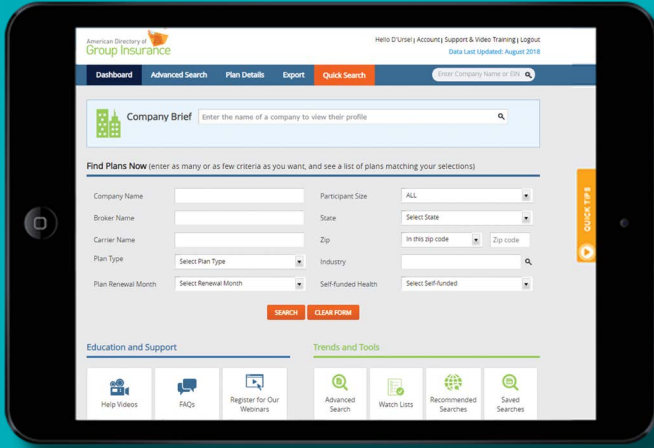 American Directory of
Group Insurance
Hello D'Ursel | Account | Support & Video Training | Logout
Data Last Updated: August 2018
Dashboard Advanced Search Plan Details Export Quick Search Enter Company Name or EIN
Company Brief Enter the name of a company to view their profile
Find Plans Now (enter as many or as few criteria as you want, and see a list of plans matching your selections)
Company Name Participant Size ALL
Broker Name State Select State
Carrier Name Zip In this zip code Zip code
Plan Type Select Plan Type Industry
Plan Renewal Month Select Renewal Month Self-funded Health Select Self-funded
SEARCH CLEAR FORM
QUICK TIPS
Education and Support Trends and Tools
Help Videos FAQs Register for Our Webinars Advanced Search Watch Lists Recommended Searches Saved Searches